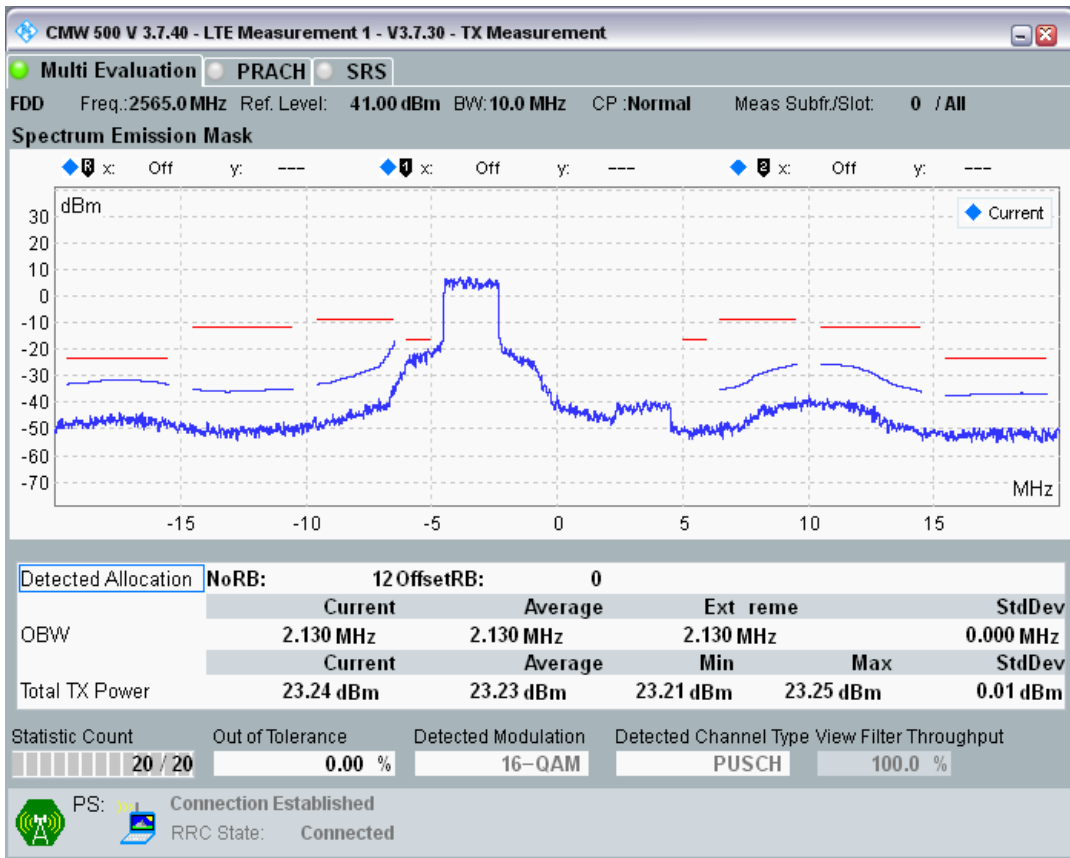 CMW 500 V 3.7.40 - LTE Measurement 1 - V3.7.30 - TX Measurement
Multi Evaluation PRACH SRS
FDD Freq.:2565.0 MHz Ref. Level: 41.00 dBm BW:10.0 MHz CP :Normal Meas Subfr./Slot: 0 / All
Spectrum Emission Mask
R x: Off y: --- 1 x: Off y: --- 2 x: Off y: ---
dBm
Current
30
20
10
0
-10
-20
-30
-40
-50
-60
-70
MHz
-15 -10 -5 0 5 10 15
Detected Allocation NoRB: 12 OffsetRB: 0
Current Average Ext reme StdDev
OBW 2.130 MHz 2.130 MHz 2.130 MHz 0.000 MHz
Current Average Min Max StdDev
Total TX Power 23.24 dBm 23.23 dBm 23.21 dBm 23.25 dBm 0.01 dBm
Statistic Count Out of Tolerance Detected Modulation Detected Channel Type View Filter Throughput
20 / 20 0.00 % 16-QAM PUSCH 100.0 %
PS: Connection Established
RRC State: Connected